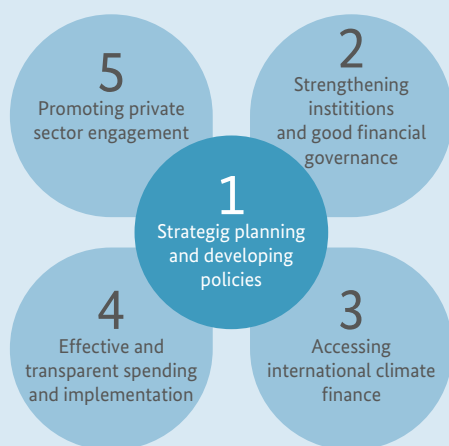 1
Strategig planning
and developing
policies
2
Strengthening
instititions
and good financial
governance
3
Accessing
international climate
finance
4
Effective and
transparent spending
and implementation
5
Promoting private
sector engagement